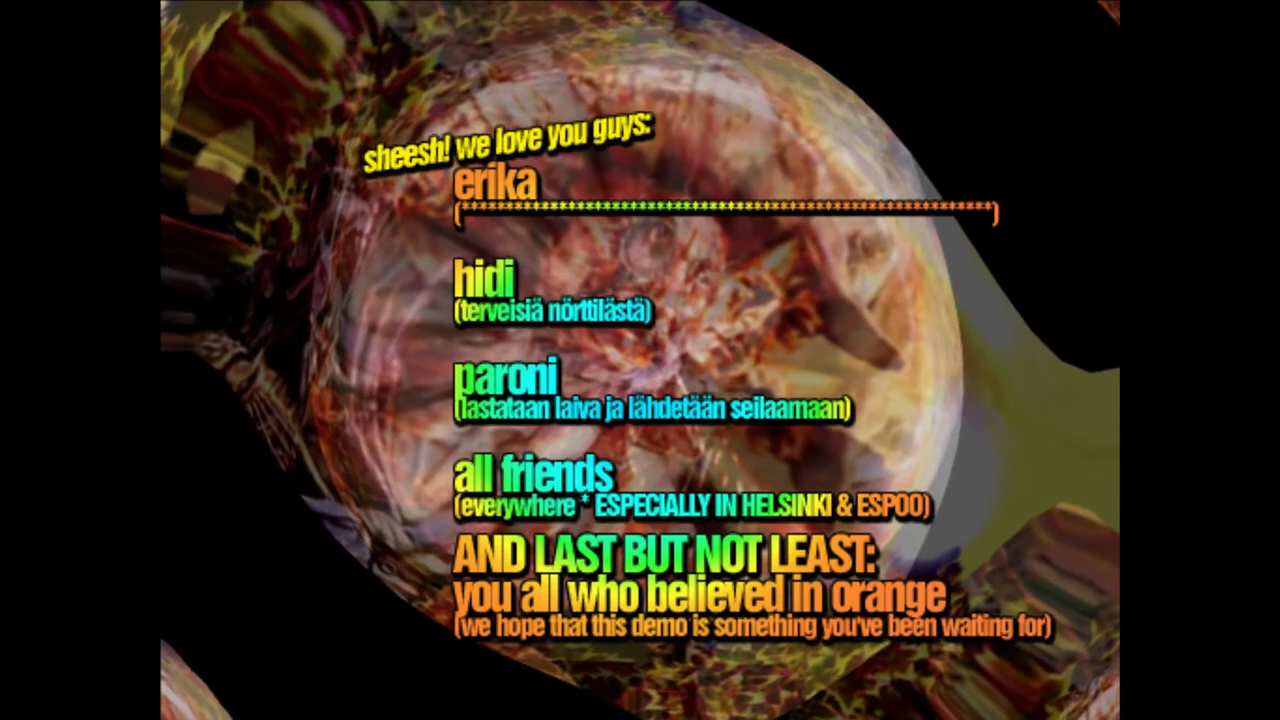 sheesh! we love you guys:
erika
(******************************************************************)
hidi
(terveisiä nörttilästä)
paroni
(lastataan laiva ja lähdetään seilaamaan)
all friends
(everywhere * ESPECIALLY IN HELSINKI & ESPOO)
AND LAST BUT NOT LEAST:
you all who believed in orange
(we hope that this demo is something you've been waiting for)